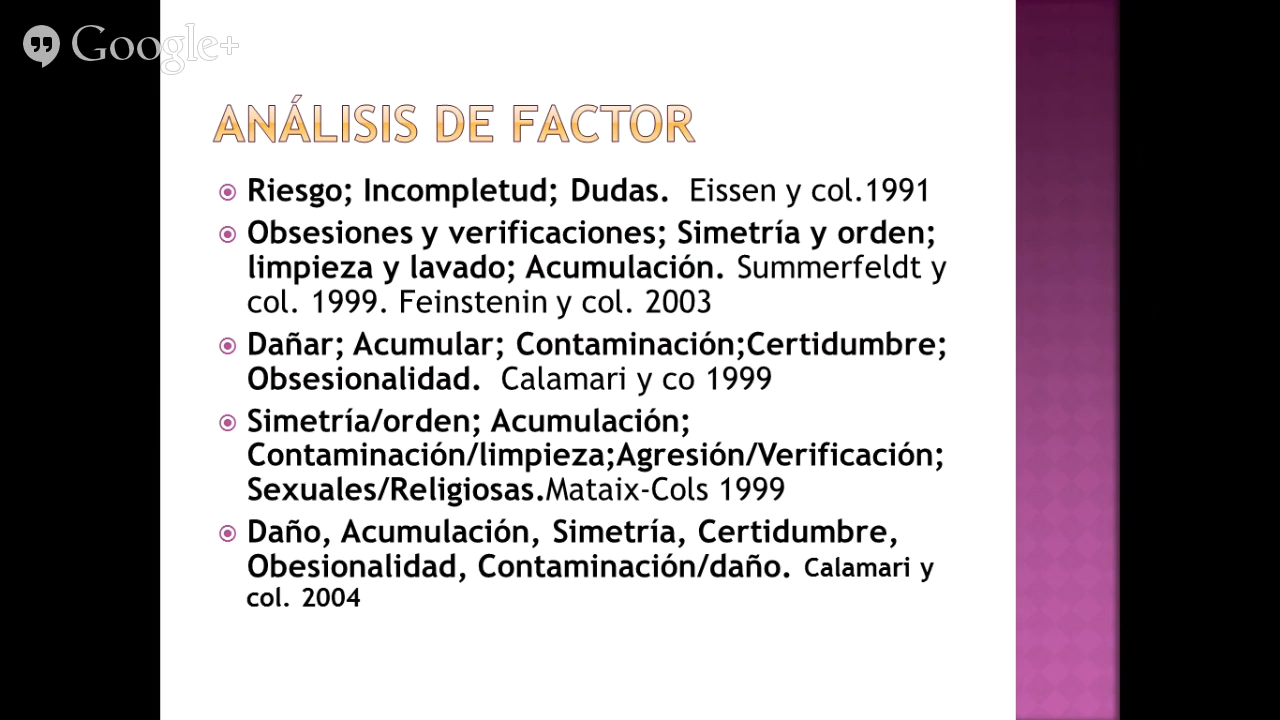 Google+
ANÁLISIS DE FACTOR
Riesgo; Incompletud; Dudas. Eissen y col.1991
Obsesiones y verificaciones; Simetría y orden;
limpieza y lavado; Acumulación. Summerfeldt y
col. 1999. Feinstenin y col. 2003
Dañar; Acumular; Contaminación;Certidumbre;
Obsesionalidad. Calamari y co 1999
Simetría/orden; Acumulación;
Contaminación/limpieza;Agresión/Verificación;
Sexuales/Religiosas.Mataix-Cols 1999
Daño, Acumulación, Simetría, Certidumbre,
Obesionalidad, Contaminación/daño. Calamari y
col. 2004